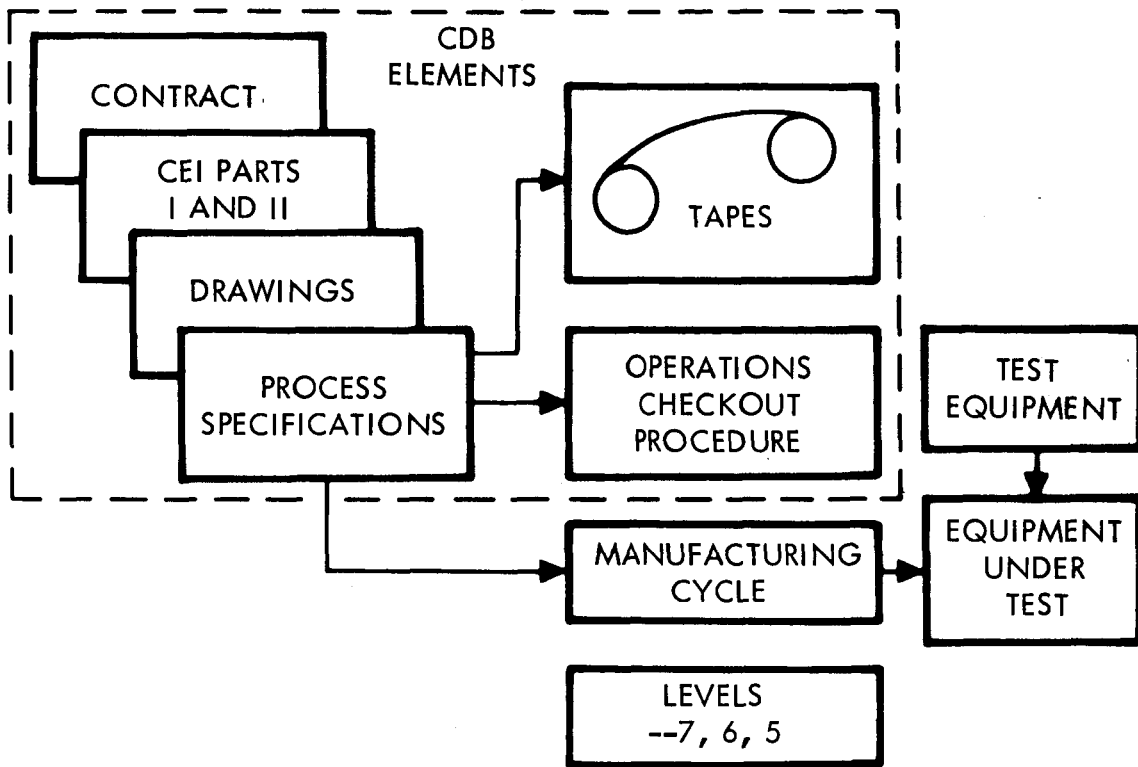 CDB
ELEMENTS
CONTRACT
CEI PARTS
I AND II
DRAWINGS
PROCESS
SPECIFICATIONS
TAPES
OPERATIONS
CHECKOUT
PROCEDURE
TEST
EQUIPMENT
MANUFACTURING
CYCLE
EQUIPMENT
UNDER
TEST
LEVELS
--7, 6, 5